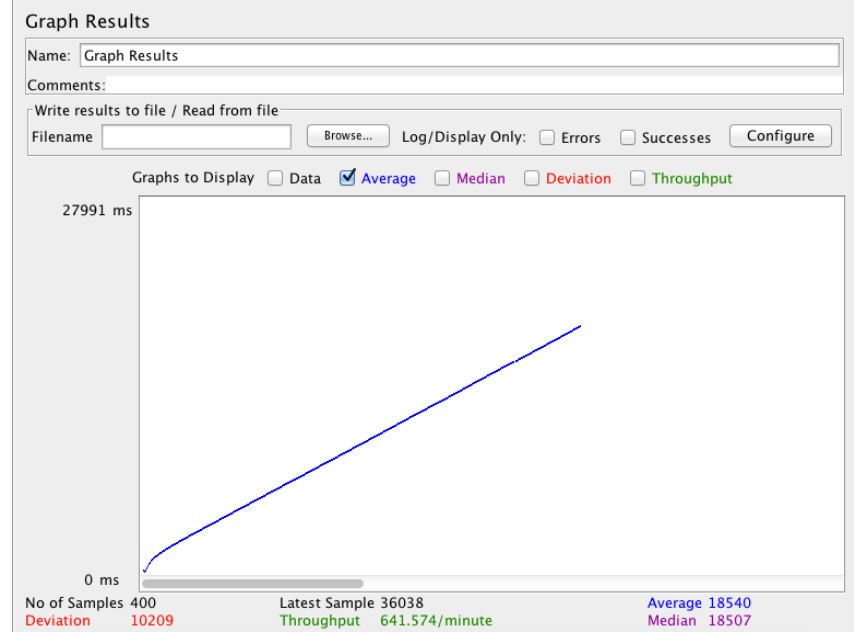 Graph Results
Name: Graph Results
Comments:
Write results to file / Read from file
Filename Browse... Log/Display Only: Errors Successes Configure
Graphs to Display Data Average Median Deviation Throughput
27991 ms
0 ms
No of Samples 400 Latest Sample 36038 Average 18540
Deviation 10209 Throughput 641.574/minute Median 18507